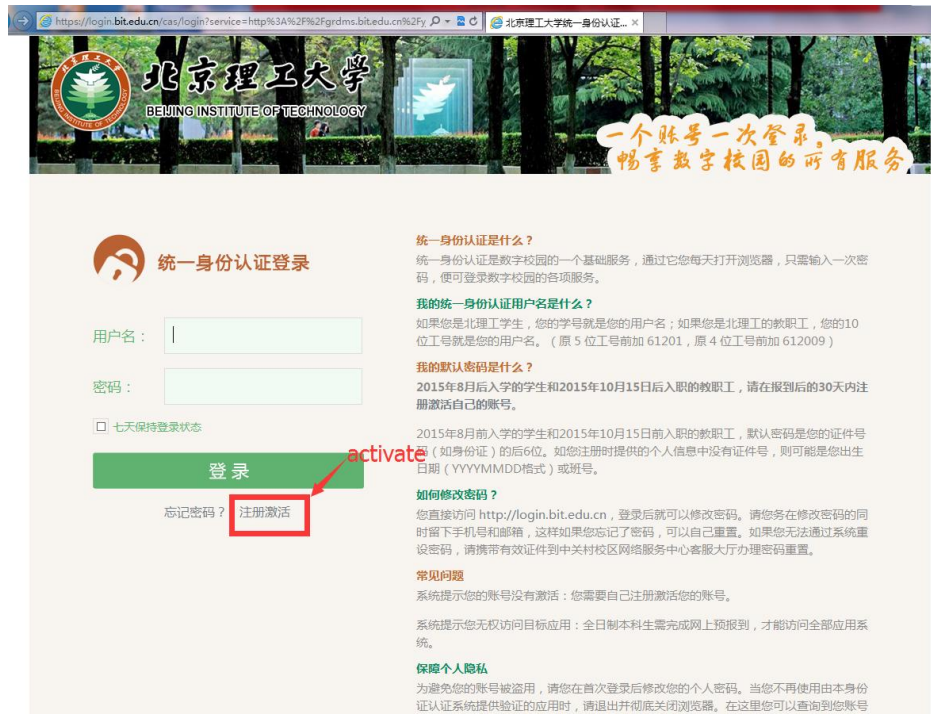 https://login.bit.edu.cn/cas/login?service=http%3A%2F%2Fgrdms.bit.edu.cn%2Fy
北京理工大学统一身份认证...
北京理工大學
BEIJING INSTITUTE OF TECHNOLOGY
一个账号一次登录。
畅享数字校园的所有服务
统一身份认证登录
用户名：
密码：
七天保持登录状态
登录
忘记密码？ 注册激活
activate
统一身份认证是什么？
统一身份认证是数字校园的一个基础服务，通过它您每天打开浏览器，只需输入一次密
码，便可登录数字校园的各项服务。
我的统一身份认证用户名是什么？
如果您是北理工学生，您的学号就是您的用户名；如果您是北理工的教职工，您的10
位工号就是您的用户名。（原 5 位工号前加 61201，原 4 位工号前加 612009）
我的默认密码是什么？
2015年8月后入学的学生和2015年10月15日后入职的教职工，请在报到后的30天内注
册激活自己的账号。
2015年8月前入学的学生和2015年10月15日前入职的教职工，默认密码是您的证件号
码（如身份证）的后6位。如您注册时提供的个人信息中没有证件号，则可能是您出生
日期（YYYYMMDD格式）或班号。
如何修改密码？
您直接访问 http://login.bit.edu.cn，登录后就可以修改密码。请您务在修改密码的同
时留下手机号和邮箱，这样如果您忘记了密码，可以自己重置。如果您无法通过系统重
设密码，请携带有效证件到中关村校区网络服务中心客服大厅办理密码重置。
常见问题
系统提示您的账号没有激活：您需要自己注册激活您的账号。
系统提示您无权访问目标应用：全日制本科生需完成网上预报到，才能访问全部应用系
统。
保障个人隐私
为避免您的账号被盗用，请您在首次登录后修改您的个人密码。当您不再使用由本身份
证认证系统提供验证的应用时，请退出并彻底关闭浏览器。在这里您可以查询到您账号